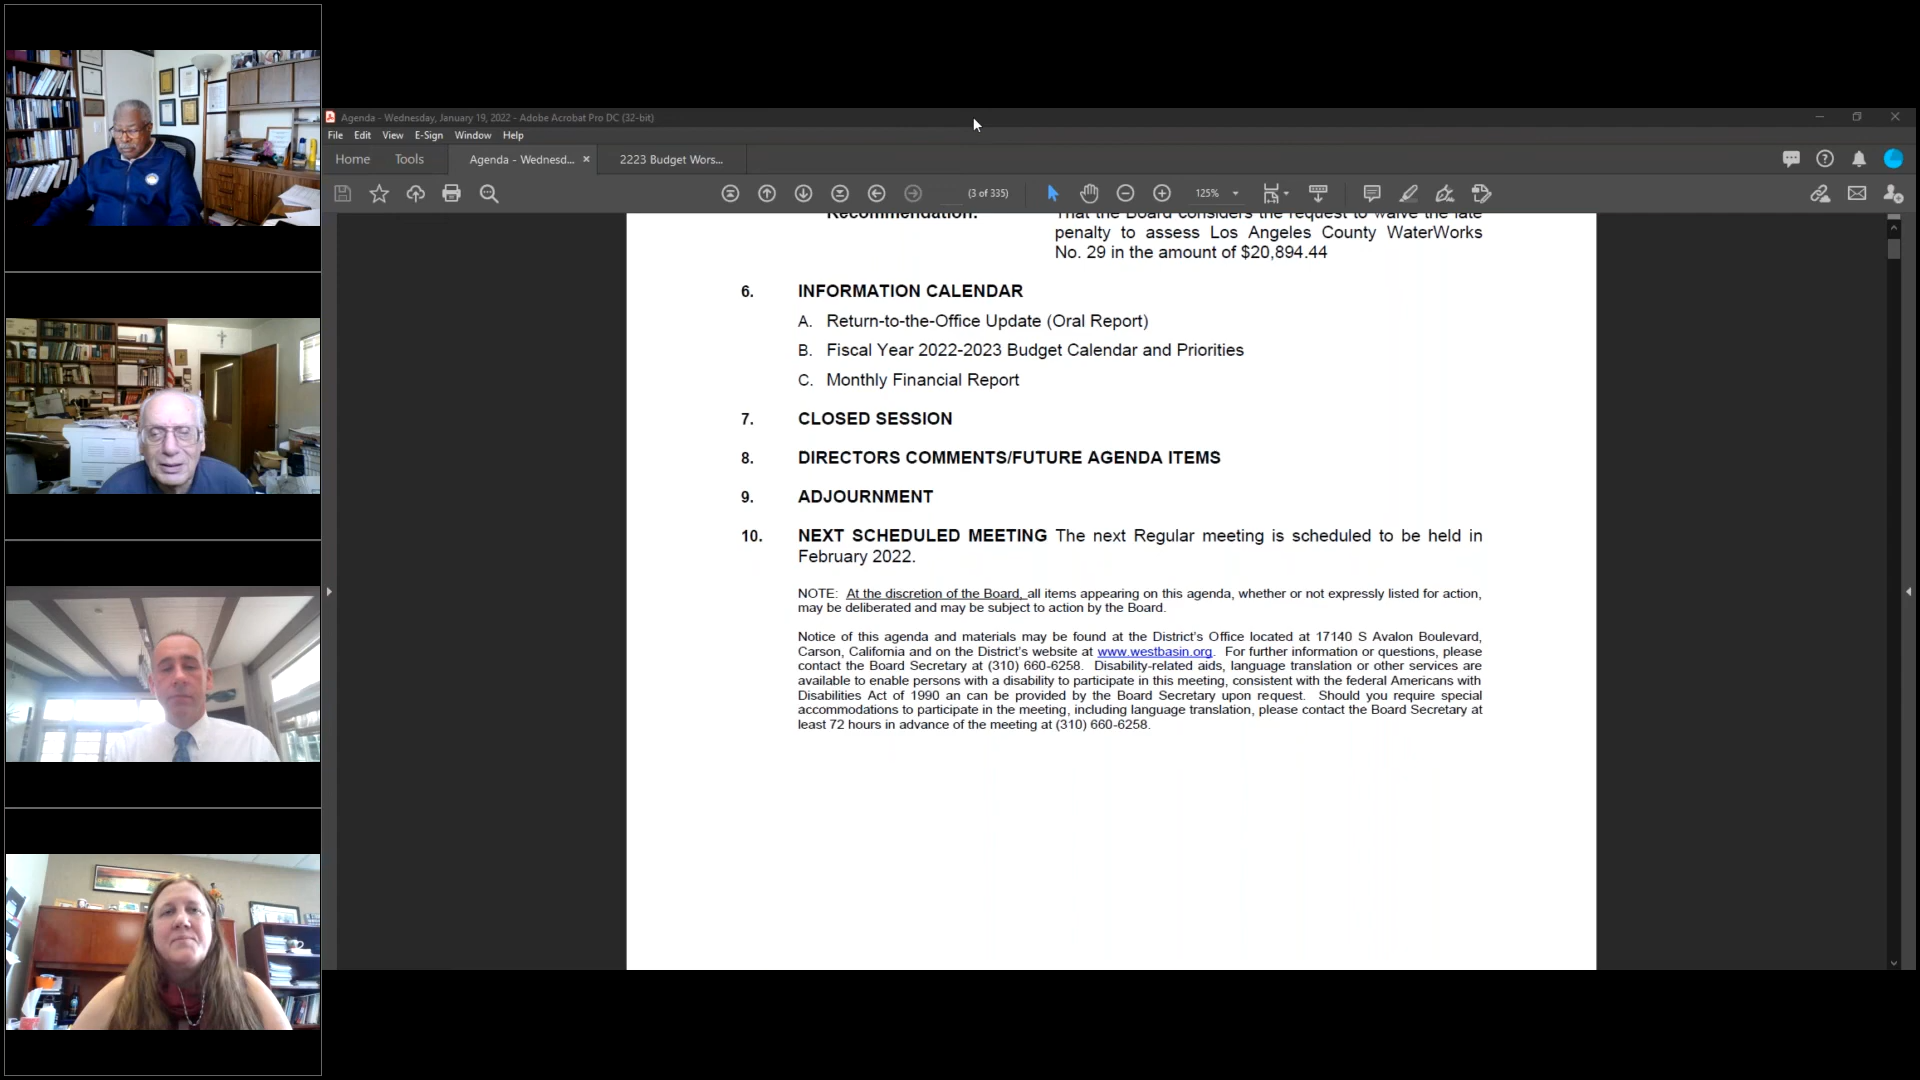 Agenda - Wednesday, January 19, 2022 - Adobe Acrobat Pro DC (32-bit)
File Edit View E-Sign Window Help
Home Tools Agenda - Wednesd... × 2223 Budget Wors...
(3 of 335) 125%
Recommendation: That the Board considers the request to waive the late
penalty to assess Los Angeles County WaterWorks
No. 29 in the amount of $20,894.44
6. INFORMATION CALENDAR
A. Return-to-the-Office Update (Oral Report)
B. Fiscal Year 2022-2023 Budget Calendar and Priorities
C. Monthly Financial Report
7. CLOSED SESSION
8. DIRECTORS COMMENTS/FUTURE AGENDA ITEMS
9. ADJOURNMENT
10. NEXT SCHEDULED MEETING The next Regular meeting is scheduled to be held in
February 2022.
NOTE: At the discretion of the Board, all items appearing on this agenda, whether or not expressly listed for action,
may be deliberated and may be subject to action by the Board.
Notice of this agenda and materials may be found at the District's Office located at 17140 S Avalon Boulevard,
Carson, California and on the District's website at www.westbasin.org. For further information or questions, please
contact the Board Secretary at (310) 660-6258. Disability-related aids, language translation or other services are
available to enable persons with a disability to participate in this meeting, consistent with the federal Americans with
Disabilities Act of 1990 an can be provided by the Board Secretary upon request. Should you require special
accommodations to participate in the meeting, including language translation, please contact the Board Secretary at
least 72 hours in advance of the meeting at (310) 660-6258.